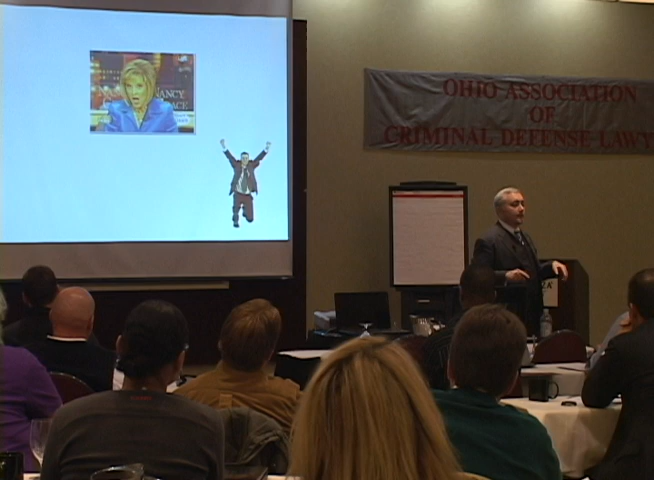 NANCY
OHIO ASSOCIATION
OF
CRIMINAL DEFENSE LAWY